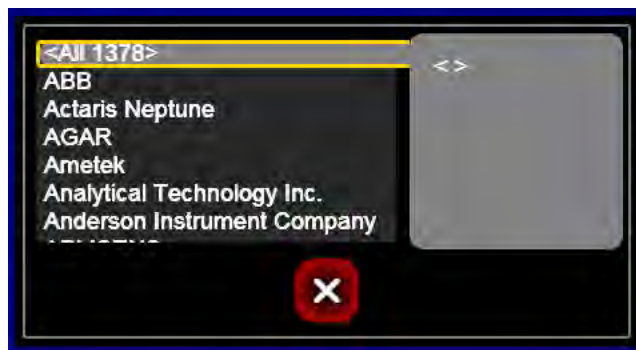 <All 1378>
<>
ABB
Actaris Neptune
AGAR
Ametek
Analytical Technology Inc.
Anderson Instrument Company